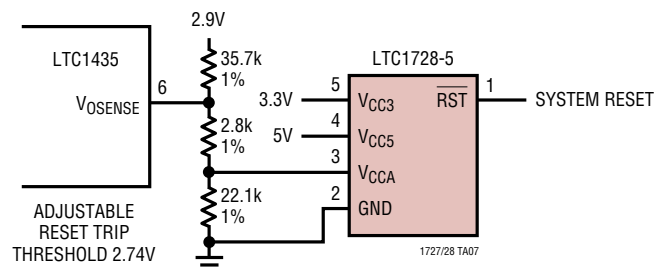 2.9V
LTC1435
35.7k
1%
LTC1728-5
6
VOSENSE
5
3.3V
VCC3
RST
1
SYSTEM RESET
2.8k
1%
4
5V
VCC5
3
VCCA
22.1k
1%
2
GND
ADJUSTABLE
RESET TRIP
THRESHOLD 2.74V
1727/28 TA07